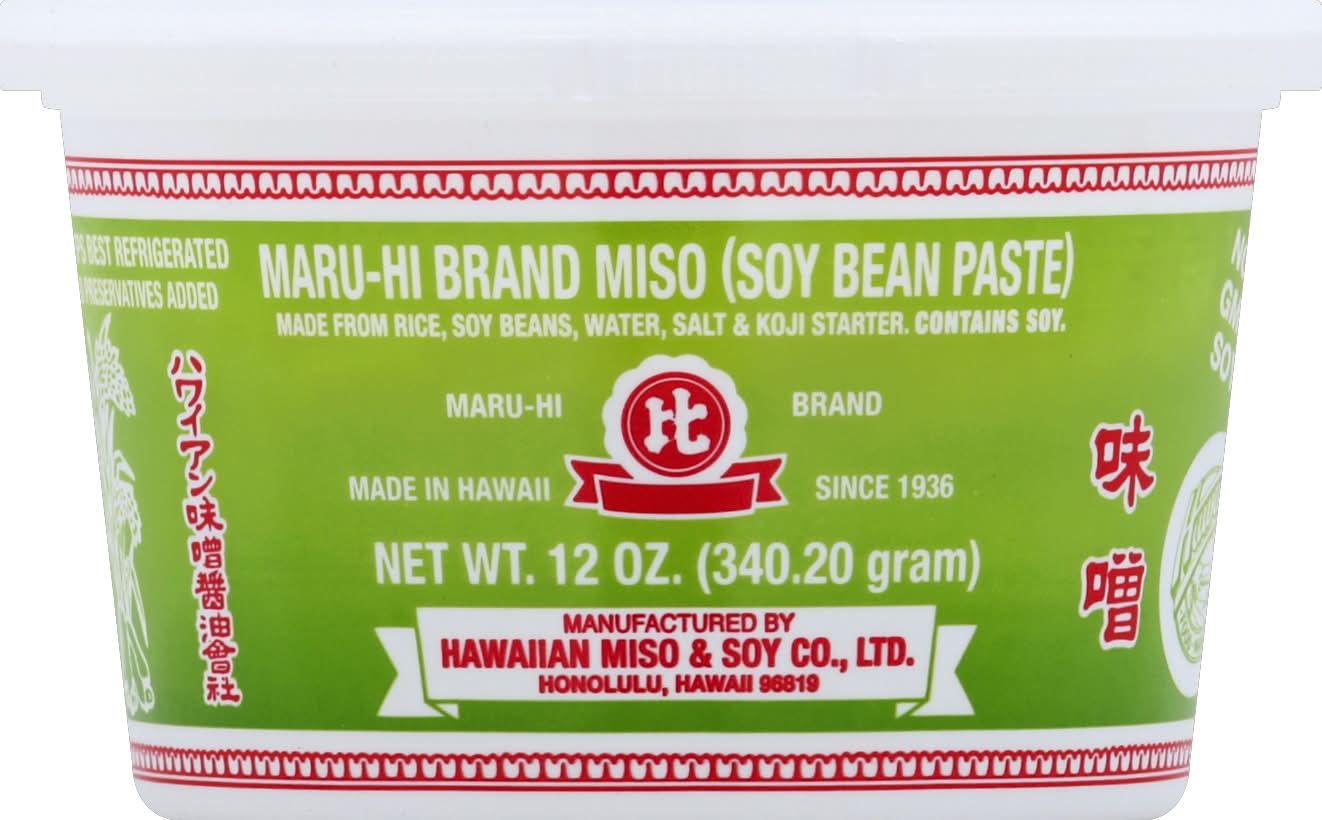 BEST REFRIGERATED
PRESERVATIVES ADDED
MARU-HI BRAND MISO (SOY BEAN PASTE)
MADE FROM RICE, SOY BEANS, WATER, SALT & KOJI STARTER. CONTAINS SOY.
ハワイアン味噌醤油會社
MARU-HI
比
BRAND
MADE IN HAWAII
SINCE 1936
NET WT. 12 OZ. (340.20 gram)
MANUFACTURED BY
HAWAIIAN MISO & SOY CO., LTD.
HONOLULU, HAWAII 96819
味噌